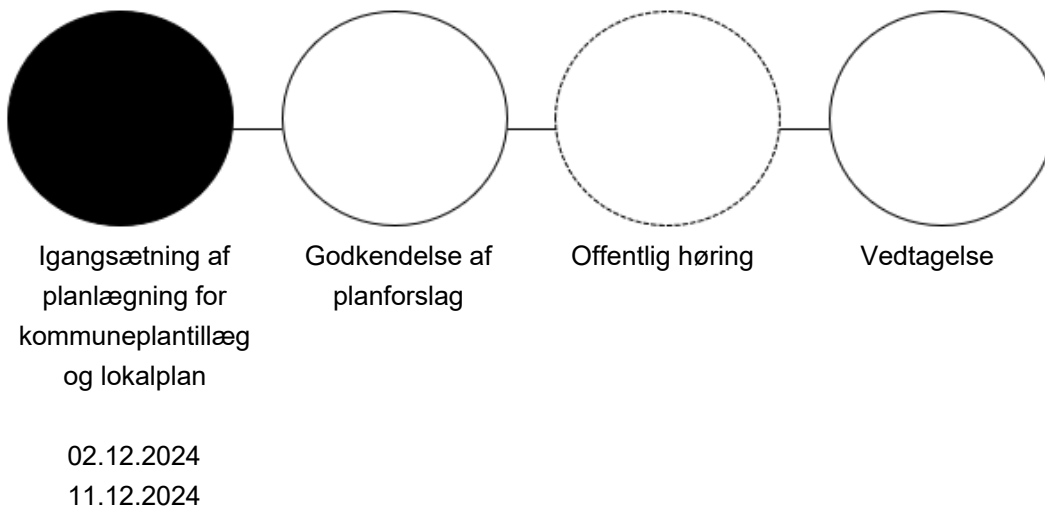 Igangsætning af
planlægning for
kommuneplantillæg
og lokalplan
02.12.2024
11.12.2024
Godkendelse af
planforslag
Offentlig høring
Vedtagelse